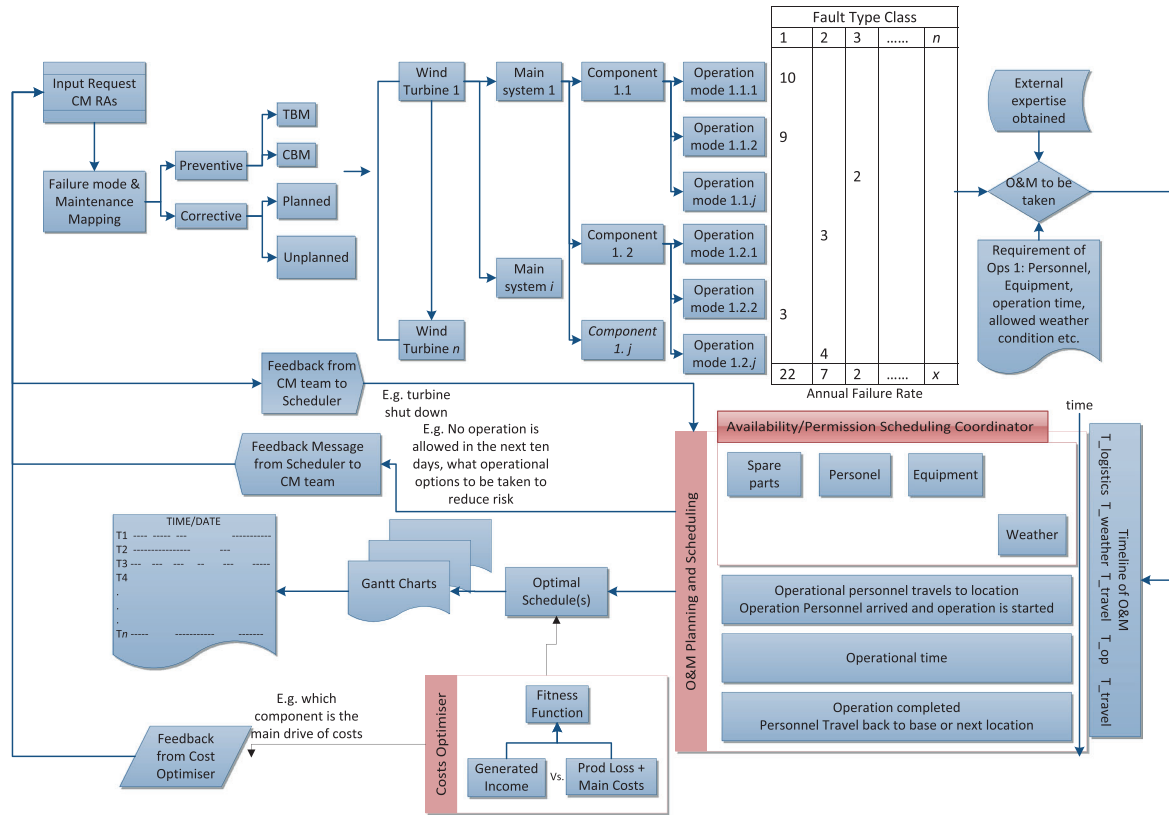 Fault Type Class
1 2 3 ...... n
Input Request
CM RAs
Failure mode &
Maintenance
Mapping
Preventive
Corrective
TBM
CBM
Planned
Unplanned
Wind
Turbine 1
Wind
Turbine n
Main
system 1
Main
system i
Component
1.1
Component
1. 2
Component
1. j
Operation
mode 1.1.1
Operation
mode 1.1.2
Operation
mode 1.1.j
Operation
mode 1.2.1
Operation
mode 1.2.2
Operation
mode 1.2.j
10
9
2
3
3
4
22 7 2 ...... x
Annual Failure Rate
External
expertise
obtained
O&M to be
taken
Requirement of
Ops 1: Personnel,
Equipment,
operation time,
allowed weather
condition etc.
Feedback from
CM team to
Scheduler
E.g. turbine
shut down
Feedback Message
from Scheduler to
CM team
E.g. No operation is
allowed in the next ten
days, what operational
options to be taken to
reduce risk
time
Availability/Permission Scheduling Coordinator
Spare
parts
Personel
Equipment
Weather
O&M Planning and Scheduling
Operational personnel travels to location
Operation Personnel arrived and operation is started
Operational time
Operation completed
Personnel Travel back to base or next location
Timeline of O&M
T_logistics T_weather T_travel T_op T_travel
TIME/DATE
T1 ---- ----- --- -----------
T2 ---------------- ---
T3 --- --- --- -- --- -----
T4
.
.
.
Tn ----- ----------- -------
Gantt Charts
Optimal
Schedule(s)
Costs Optimiser
Fitness
Function
Generated
Income
Vs.
Prod Loss +
Main Costs
E.g. which
component is the
main drive of costs
Feedback
from Cost
Optimiser